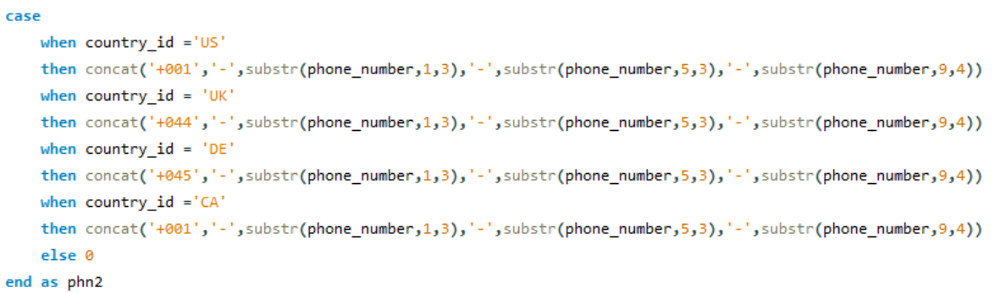 case
when country_id ='US'
then concat('+001','-',substr(phone_number,1,3),'-',substr(phone_number,5,3),'-',substr(phone_number,9,4))
when country_id = 'UK'
then concat('+044','-',substr(phone_number,1,3),'-',substr(phone_number,5,3),'-',substr(phone_number,9,4))
when country_id = 'DE'
then concat('+045','-',substr(phone_number,1,3),'-',substr(phone_number,5,3),'-',substr(phone_number,9,4))
when country_id ='CA'
then concat('+001','-',substr(phone_number,1,3),'-',substr(phone_number,5,3),'-',substr(phone_number,9,4))
else 0
end as phn2